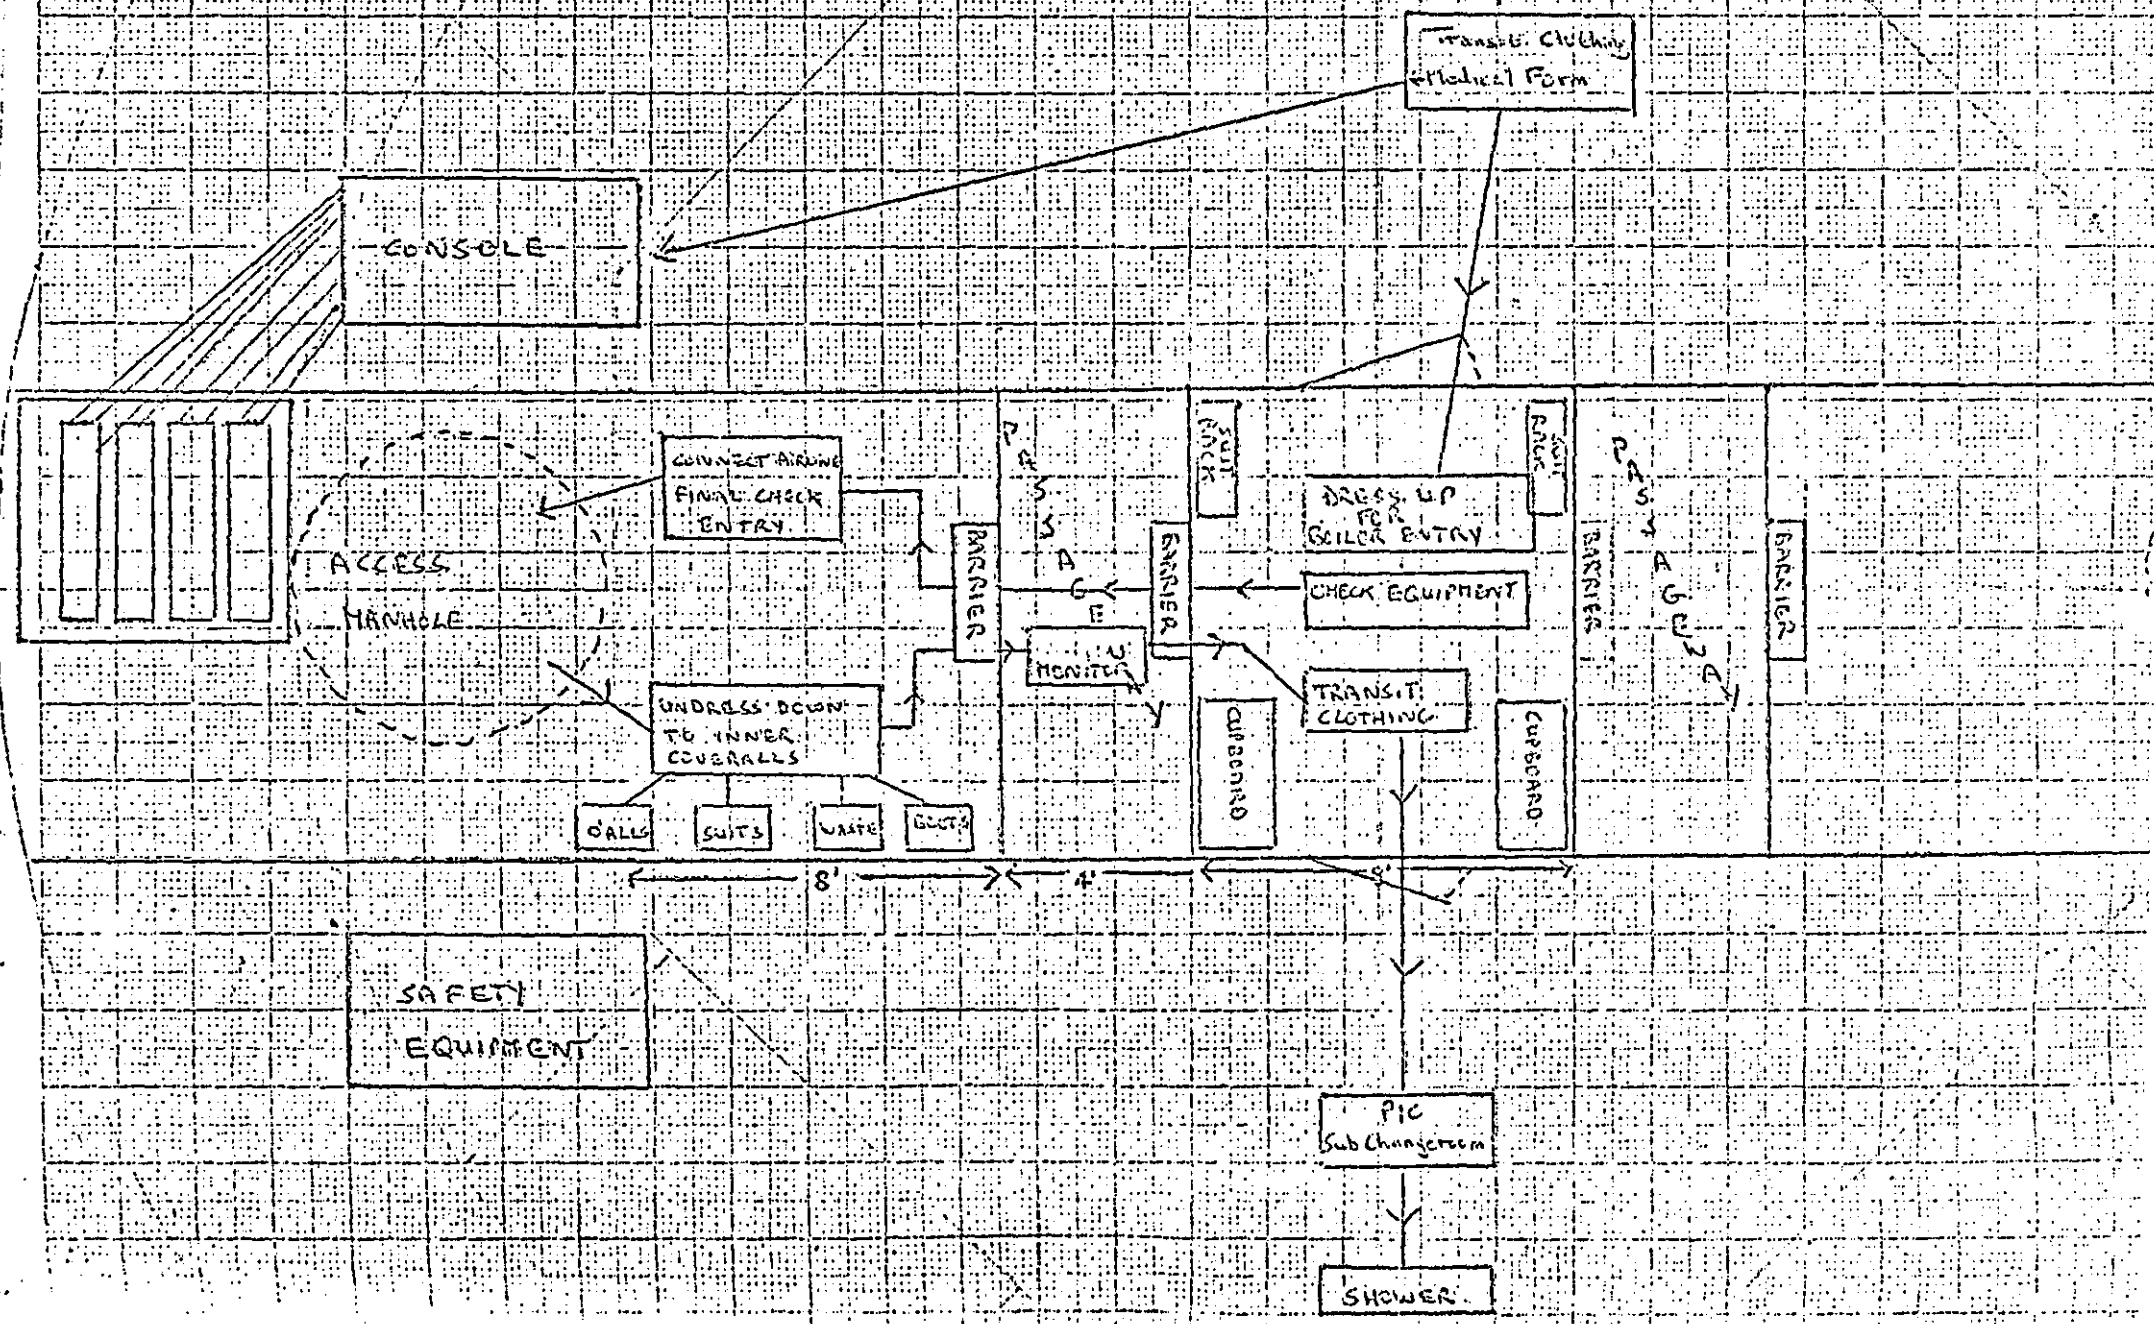 Transit Clothing
+ Medical Form
CONSOLE
SUIT
RACK
SUIT
RACK
CONNECT AIRLINE
FINAL CHECK
ENTRY.
PASSAGEWAY
DRESS UP
FOR
BOILER ENTRY
PASSAGEWAY
BARRIER
BARRIER
BARRIER
BARRIER
ACCESS
MANHOLE
CHECK EQUIPMENT
MONITOR
UNDRESS DOWN
TO INNER
COVERALLS
TRANSIT
CLOTHING
CUPBOARD
CUPBOARD
O'ALLS
SUITS
WASTE
BOOTS
8'
4'
8'
SAFETY
EQUIPMENT
PIC
Sub Changeroom
SHOWER.